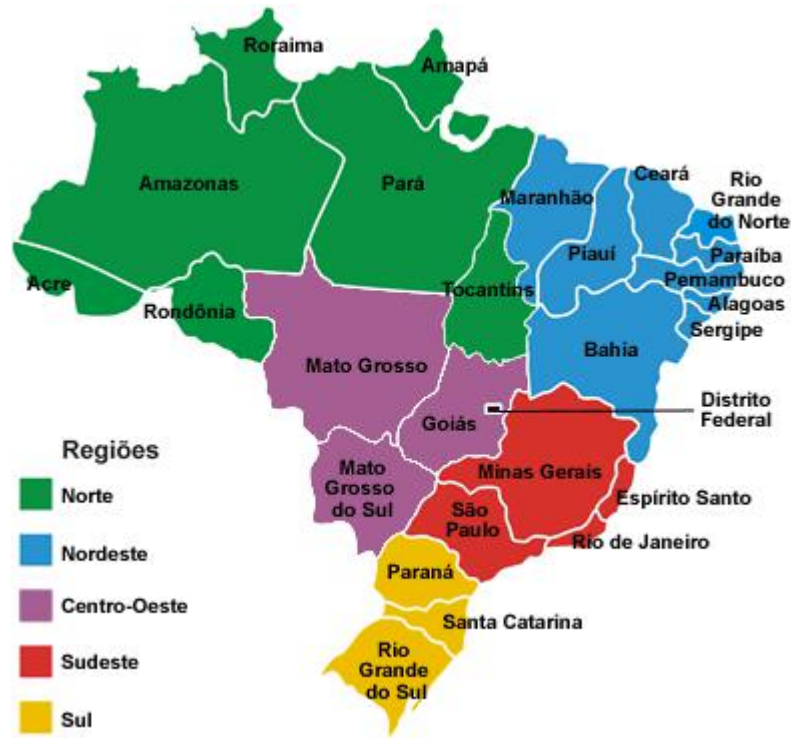 Roraima
Amapá
Amazonas
Pará
Maranhão
Ceará
Rio
Grande
do Norte
Piauí
Paraíba
Pernambuco
Alagoas
Sergipe
Acre
Rondônia
Tocantins
Bahia
Mato Grosso
Distrito
Federal
Goiás
Mato
Grosso
do Sul
Minas Gerais
Espírito Santo
São
Paulo
Rio de Janeiro
Paraná
Santa Catarina
Rio
Grande
do Sul
Regiões
Norte
Nordeste
Centro-Oeste
Sudeste
Sul